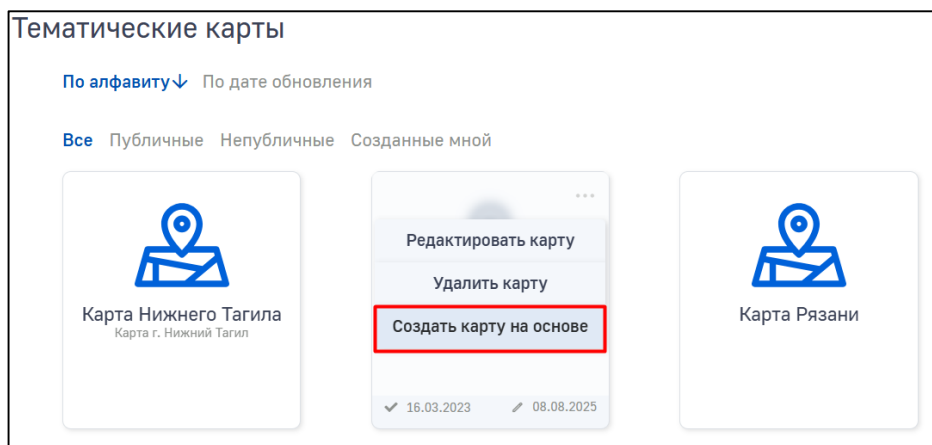 Тематические карты
По алфавиту↓ По дате обновления
Все Публичные Непубличные Созданные мной
Карта Нижнего Тагила
Карта г. Нижний Тагил
Редактировать карту
Удалить карту
Создать карту на основе
16.03.2023 08.08.2025
Карта Рязани